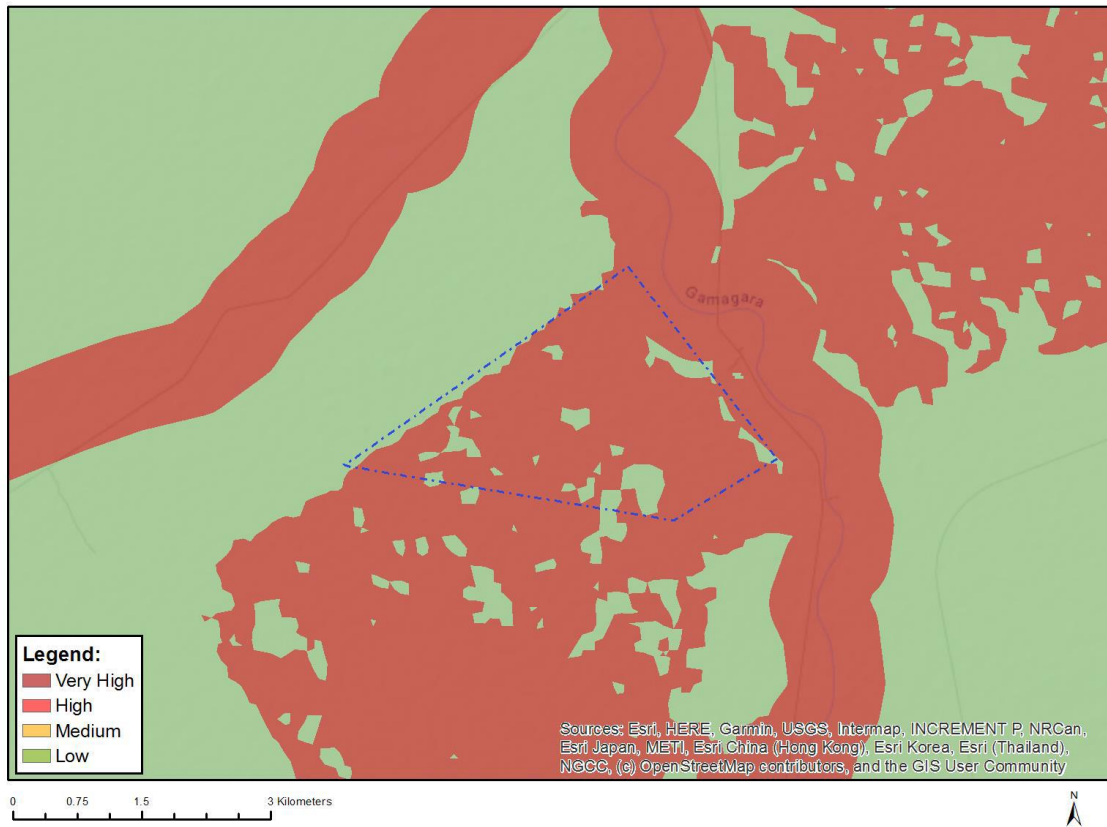 Gamagara
Legend:
Very High
High
Medium
Low
Sources: Esri, HERE, Garmin, USGS, Intermap, INCREMENT P, NRCan,
Esri Japan, METI, Esri China (Hong Kong), Esri Korea, Esri (Thailand),
NGCC, (c) OpenStreetMap contributors, and the GIS User Community
0 0.75 1.5 3 Kilometers
N